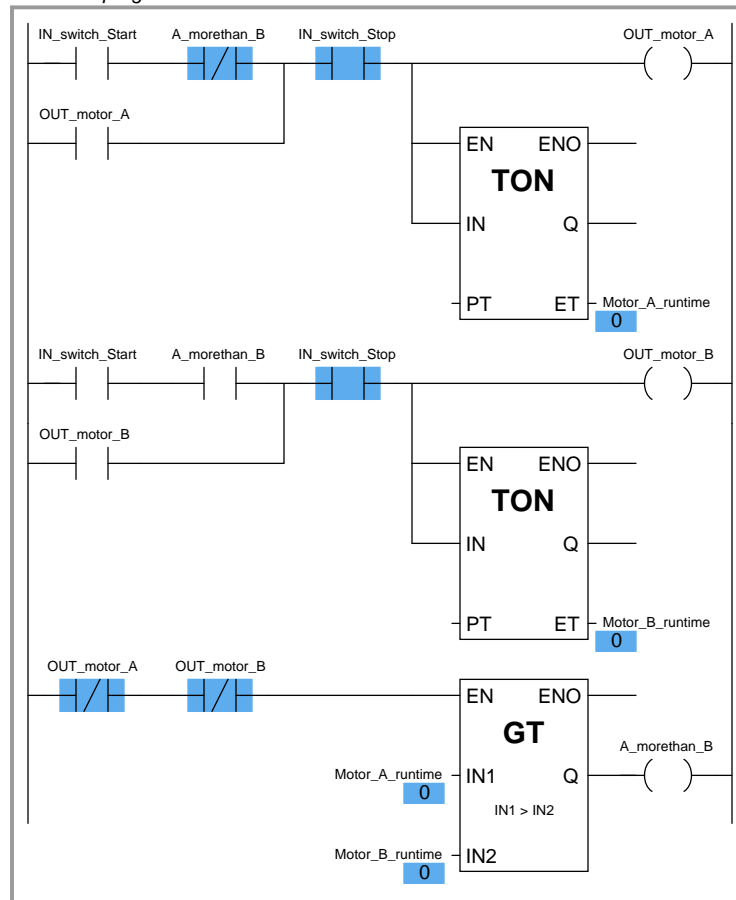 IN_switch_Start A_morethan_B IN_switch_Stop OUT_motor_A
OUT_motor_A
EN ENO
TON
IN Q
PT ET Motor_A_runtime
0
IN_switch_Start A_morethan_B IN_switch_Stop OUT_motor_B
OUT_motor_B
EN ENO
TON
IN Q
PT ET Motor_B_runtime
0
OUT_motor_A OUT_motor_B
EN ENO
GT
A_morethan_B
Motor_A_runtime IN1 Q
0
IN1 > IN2
Motor_B_runtime IN2
0